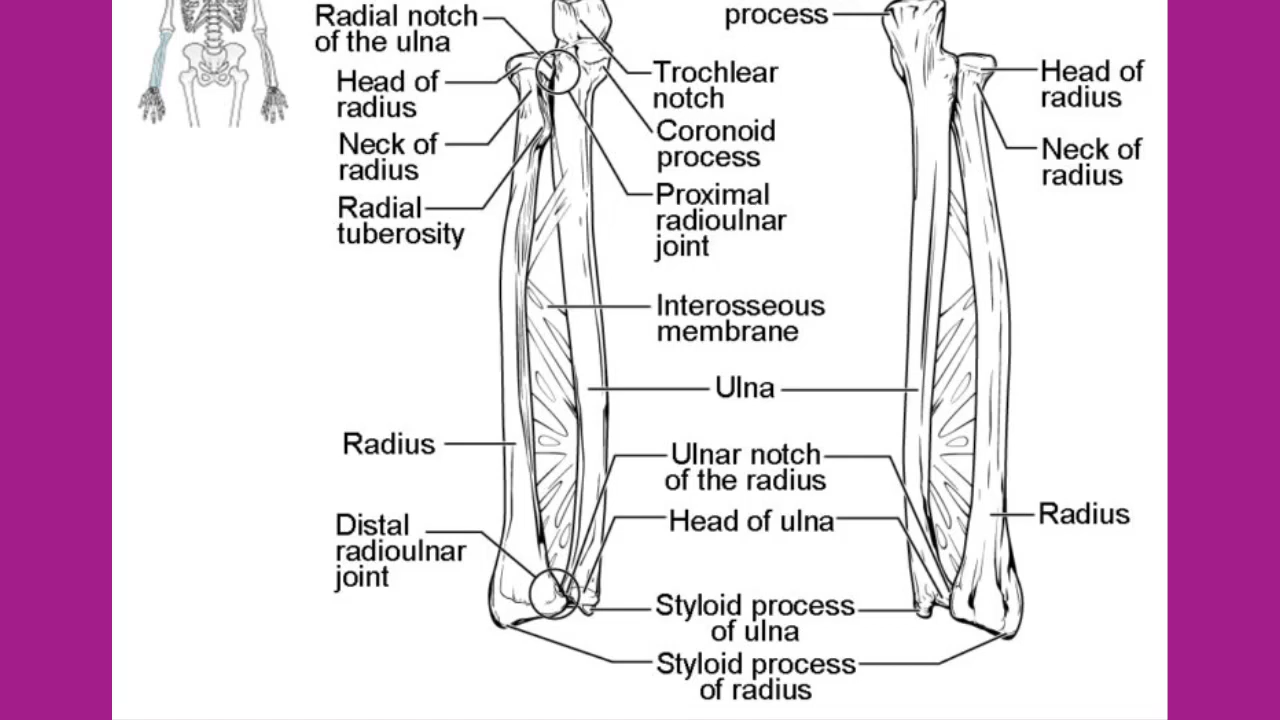 Radial notch
of the ulna
Head of
radius
Neck of
radius
Radial
tuberosity
Radius
Distal
radioulnar
joint
process
Trochlear
notch
Coronoid
process
Proximal
radioulnar
joint
Interosseous
membrane
Ulna
Ulnar notch
of the radius
Head of ulna
Styloid process
of ulna
Styloid process
of radius
Head of
radius
Neck of
radius
Radius